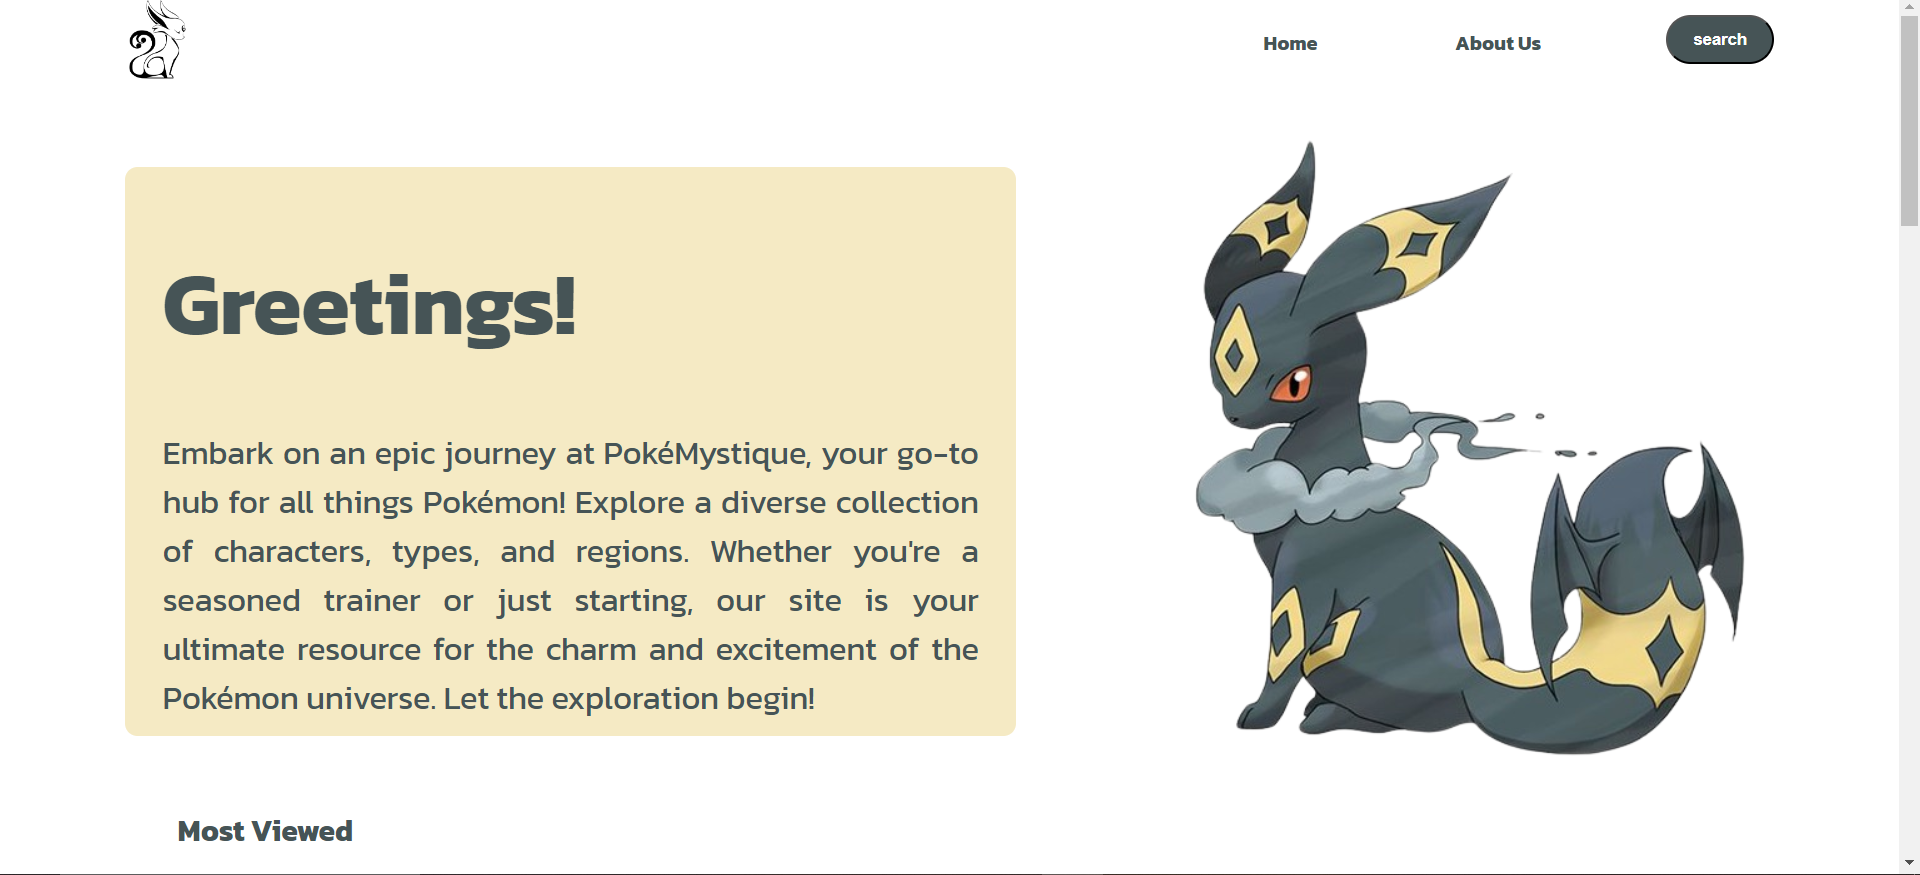 Home
About Us
search
Greetings!
Embark on an epic journey at PokéMystique, your go-to
hub for all things Pokémon! Explore a diverse collection
of characters, types, and regions. Whether you're a
seasoned trainer or just starting, our site is your
ultimate resource for the charm and excitement of the
Pokémon universe. Let the exploration begin!
Most Viewed